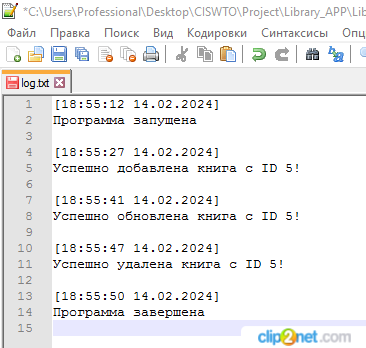 *C:\Users\Professional\Desktop\CISWTO\Project\Library_APP\Lib
Файл Правка Поиск Вид Кодировки Синтаксисы Опц
log.txt
1 [18:55:12 14.02.2024]
2 Программа запущена
3
4 [18:55:27 14.02.2024]
5 Успешно добавлена книга с ID 5!
6
7 [18:55:41 14.02.2024]
8 Успешно обновлена книга с ID 5!
9
10 [18:55:47 14.02.2024]
11 Успешно удалена книга с ID 5!
12
13 [18:55:50 14.02.2024]
14 Программа завершена
15
clip2net.com